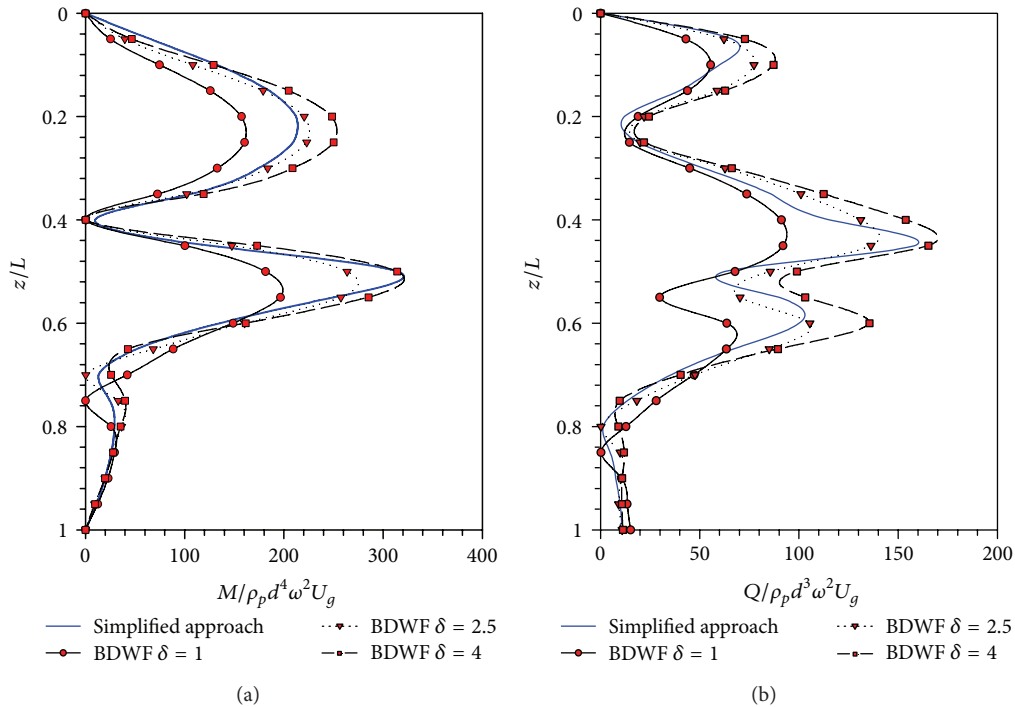 0
0.2
0.4
0.6
0.8
1
z/L
0 100 200 300 400
M/ρₚd⁴ω²U_g
Simplified approach
BDWF δ = 1
BDWF δ = 2.5
BDWF δ = 4
(a)
0
0.2
0.4
0.6
0.8
1
z/L
0 50 100 150 200
Q/ρₚd³ω²U_g
Simplified approach
BDWF δ = 1
BDWF δ = 2.5
BDWF δ = 4
(b)